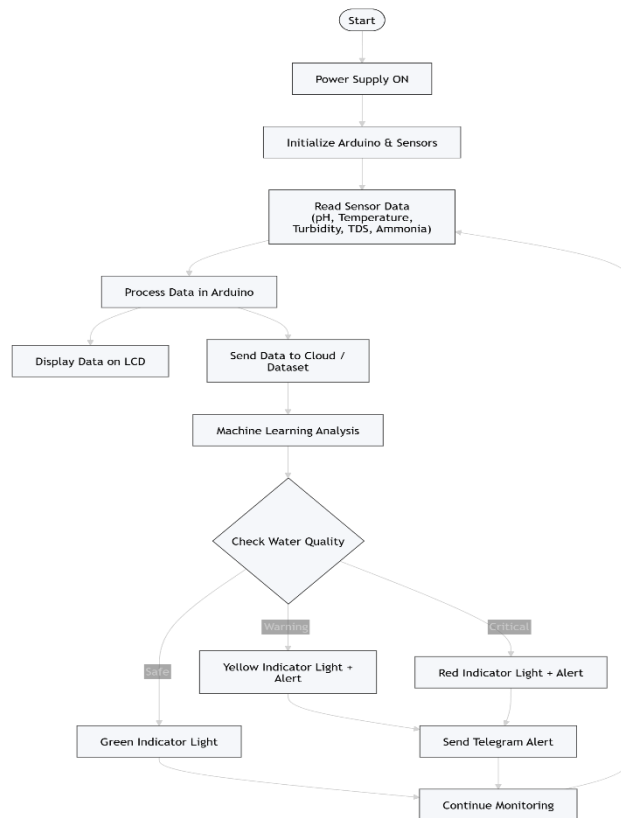 Start
Power Supply ON
Initialize Arduino & Sensors
Read Sensor Data
(pH, Temperature,
Turbidity, TDS, Ammonia)
Process Data in Arduino
Display Data on LCD
Send Data to Cloud /
Dataset
Machine Learning Analysis
Check Water Quality
Warning
Critical
Safe
Yellow Indicator Light +
Alert
Red Indicator Light + Alert
Green Indicator Light
Send Telegram Alert
Continue Monitoring